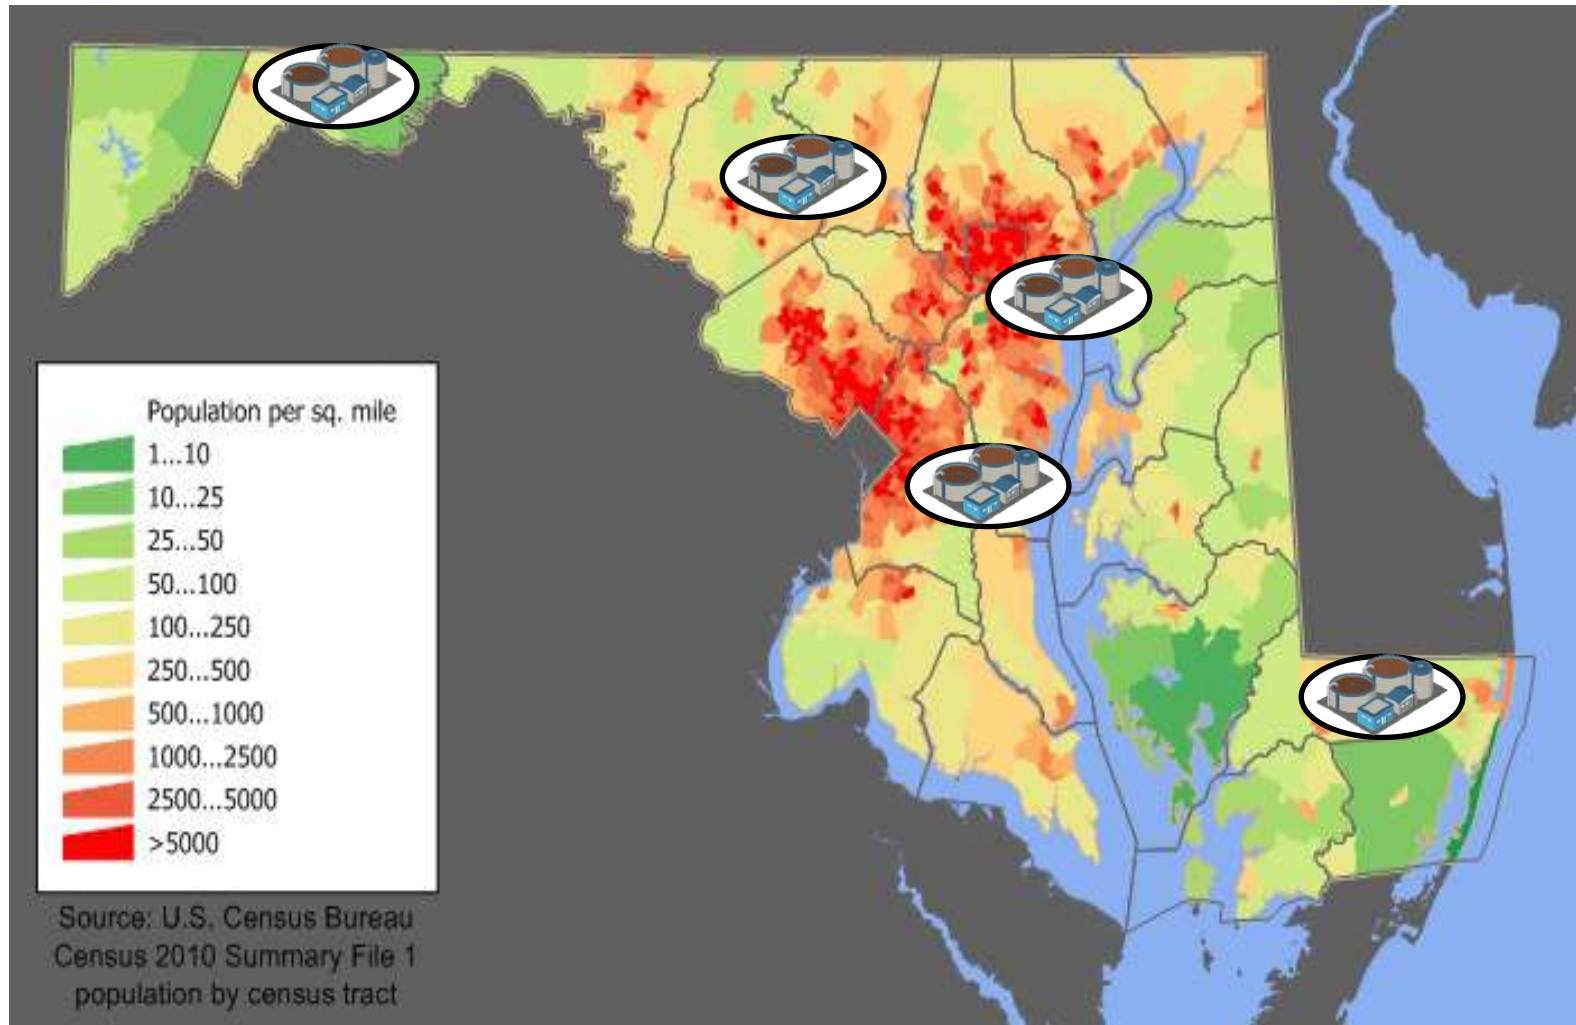 Population per sq. mile
1...10
10...25
25...50
50...100
100...250
250...500
500...1000
1000...2500
2500...5000
>5000
Source: U.S. Census Bureau
Census 2010 Summary File 1
population by census tract